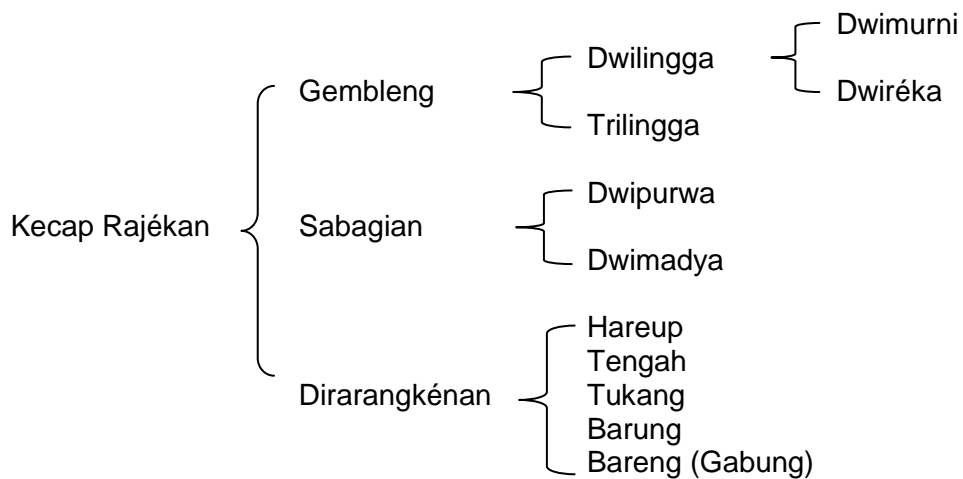 Dwimurni
Dwilingga
Gembleng
Dwiréka
Trilingga
Dwipurwa
Kecap Rajékan
Sabagian
Dwimadya
Hareup
Tengah
Dirarangkénan
Tukang
Barung
Bareng (Gabung)